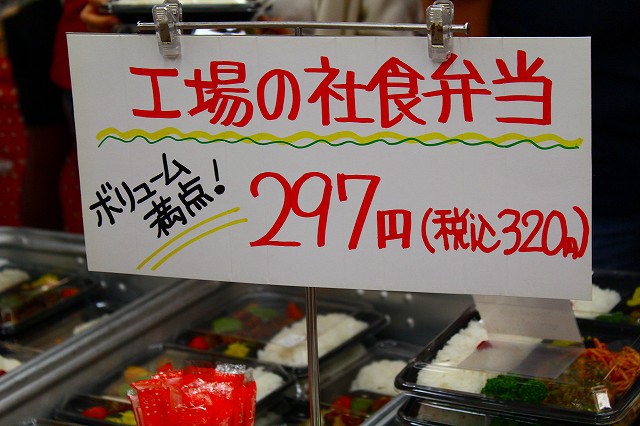 工場の社食弁当
ボリューム
満点!
297円(税込320円)